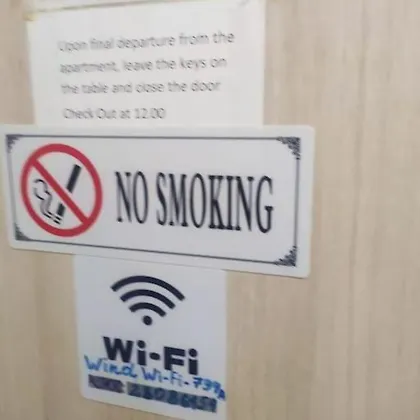 Upon final departure from the
apartment, leave the keys on
the table and close the door
Check Out at 12.00
NO SMOKING
Wi-Fi
Wind Wi-Fi-